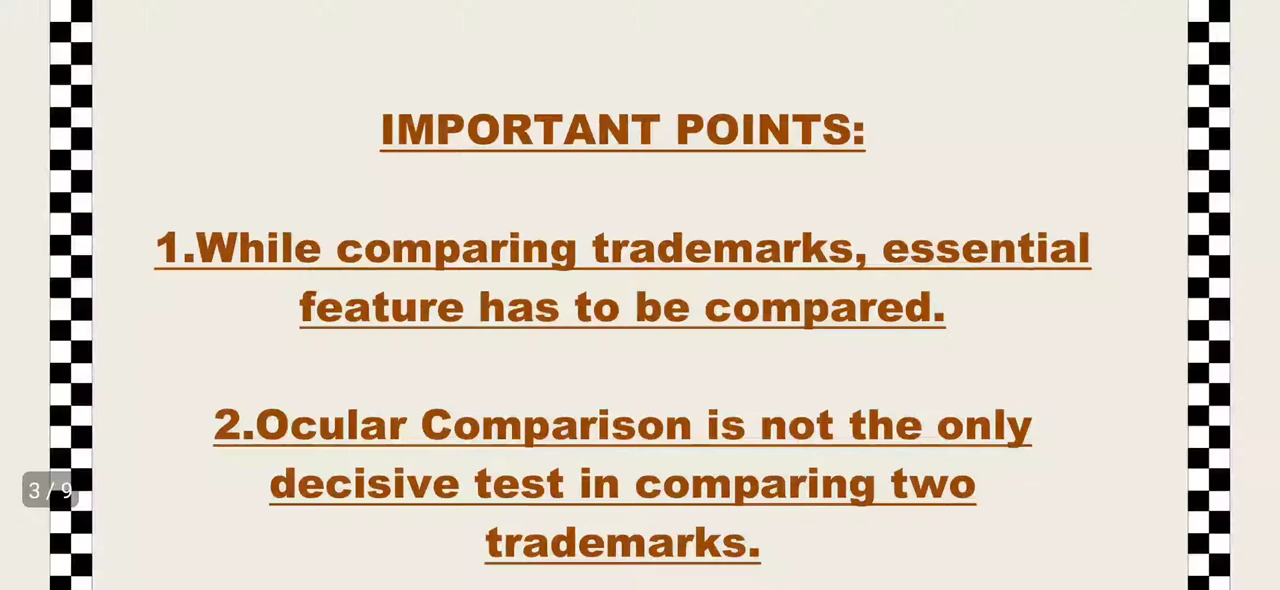 IMPORTANT POINTS:
1.While comparing trademarks, essential
feature has to be compared.
2.Ocular Comparison is not the only
decisive test in comparing two
trademarks.
3 / 9